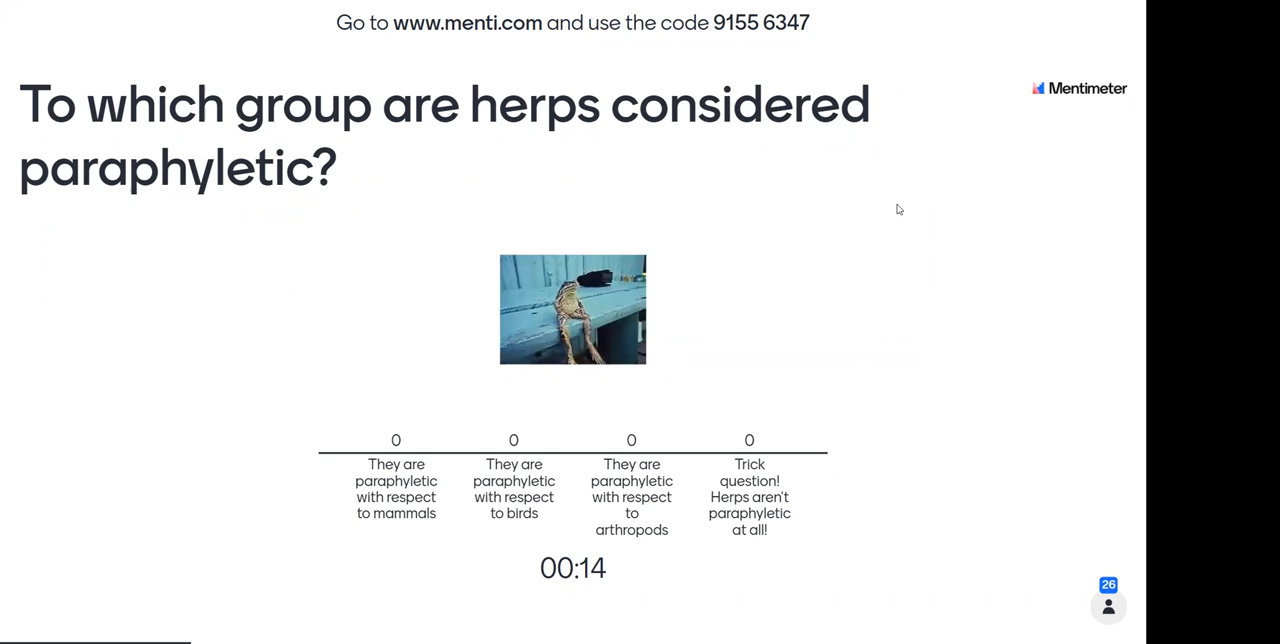 Go to www.menti.com and use the code 9155 6347
Mentimeter
To which group are herps considered
paraphyletic?
0
0
0
0
They are
paraphyletic
with respect
to mammals
They are
paraphyletic
with respect
to birds
They are
paraphyletic
with respect
to
arthropods
Trick
question!
Herps aren't
paraphyletic
at all!
00:14
26